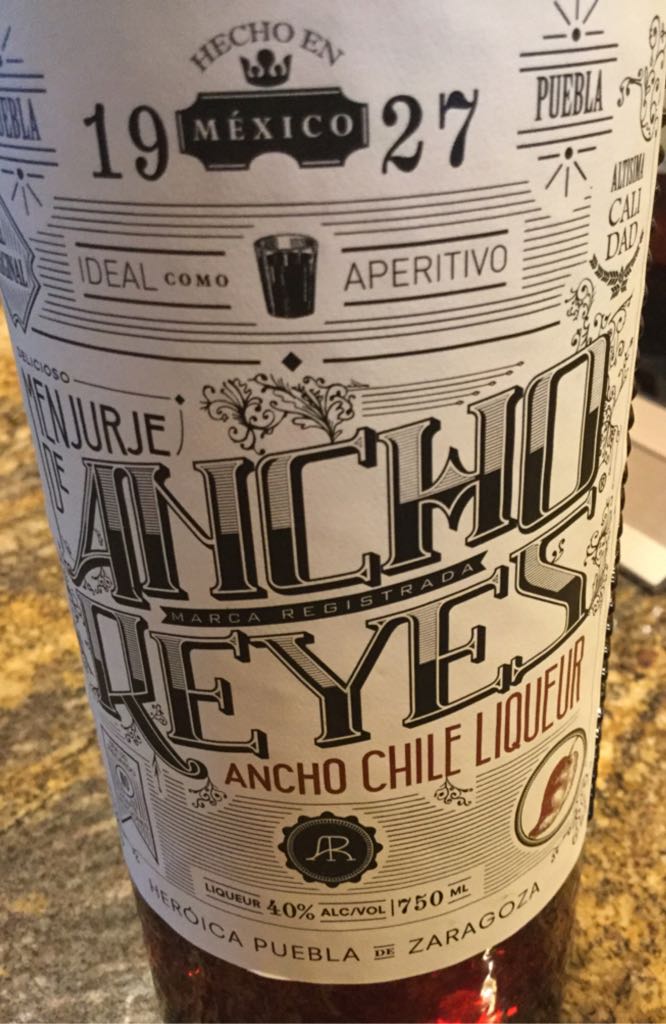 HECHO EN
19 MÉXICO 27
PUEBLA
ALTISIMA
CALI
DAD
IDEAL COMO APERITIVO
DELICIOSO
MENJURJE
DE
ANCHO
MARCA REGISTRADA
REYES
ANCHO CHILE LIQUEUR
AR
LIQUEUR 40% ALC/VOL | 750 ML
HERÓICA PUEBLA DE ZARAGOZA